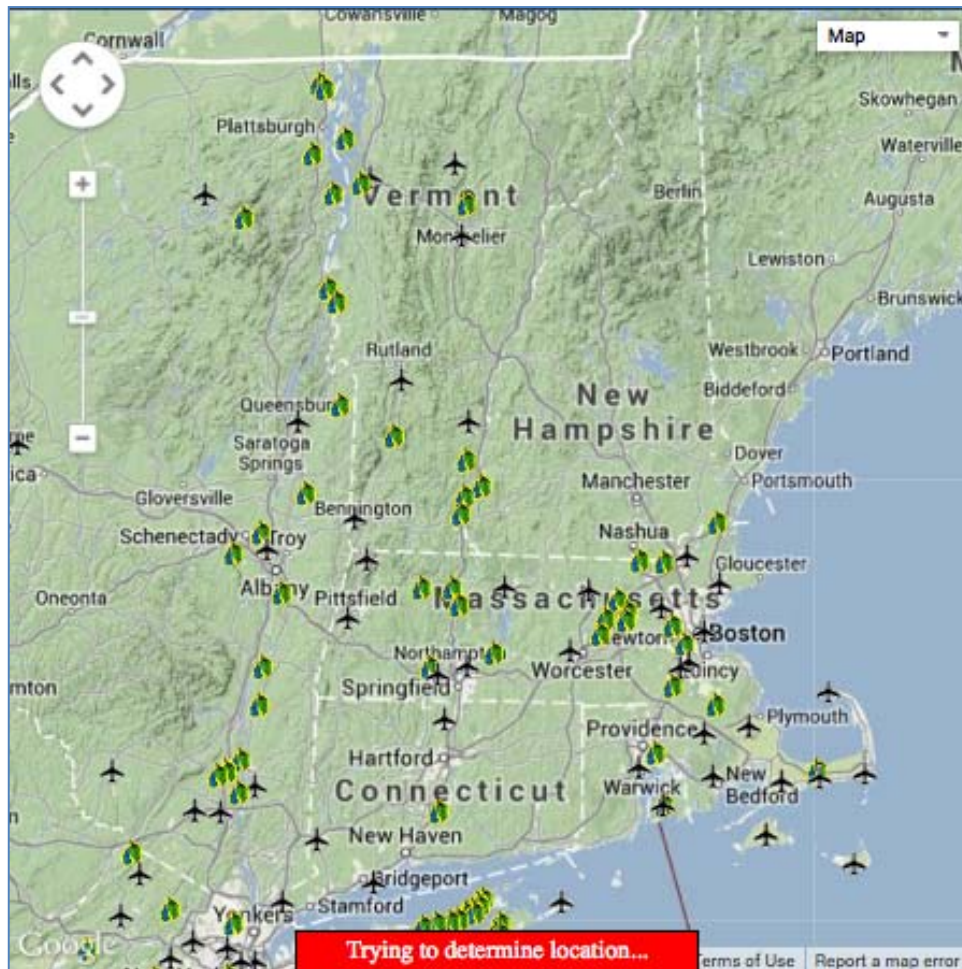 Cowansville
Magog
Cornwall
Map
Skowhegan
Plattsburgh
Waterville
Vermont
Berlin
Augusta
Montpelier
Lewiston
Brunswick
Rutland
Westbrook
Portland
Biddeford
New
Hampshire
Queensbur
Saratoga
Springs
Dover
Gloversville
Manchester
Portsmouth
Bennington
Schenectady
Troy
Nashua
Albany
Gloucester
Oneonta
Pittsfield
Massachusetts
Newton
Boston
Northampton
Worcester
Quincy
Springfield
Providence
Plymouth
Hartford
Warwick
New
Bedford
Connecticut
New Haven
Bridgeport
Stamford
Yonkers
Google
Trying to determine location...
Terms of Use
Report a map error